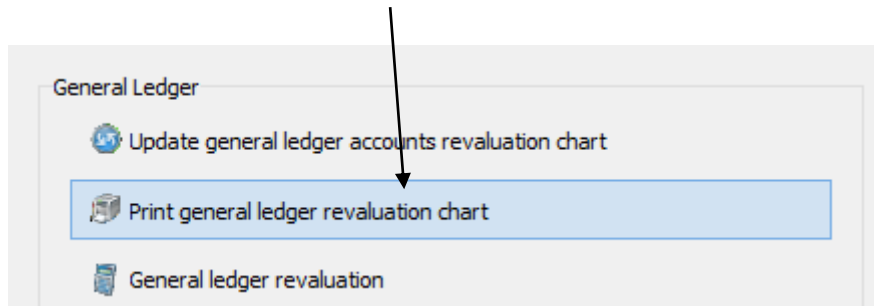 General Ledger
Update general ledger accounts revaluation chart
Print general ledger revaluation chart
General ledger revaluation